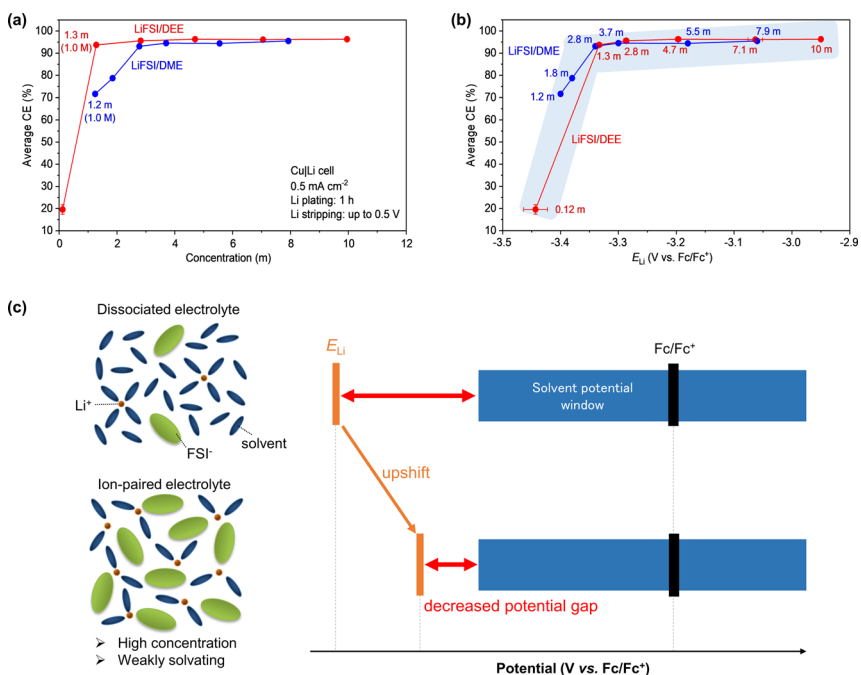 (a)
100
90
80
70
60
50
40
30
20
10
Average CE (%)
1.3 m
(1.0 M)
LiFSI/DEE
LiFSI/DME
1.2 m
(1.0 M)
Cu|Li cell
0.5 mA cm⁻²
Li plating: 1 h
Li stripping: up to 0.5 V
0 2 4 6 8 10 12
Concentration (m)
(b)
100
90
80
70
60
50
40
30
20
10
Average CE (%)
2.8 m 3.7 m 5.5 m 7.9 m
LiFSI/DME
1.3 m 2.8 m 4.7 m 7.1 m 10 m
1.8 m
1.2 m
LiFSI/DEE
0.12 m
-3.5 -3.4 -3.3 -3.2 -3.1 -3.0 -2.9
E_Li (V vs. Fc/Fc⁺)
(c)
Dissociated electrolyte
Li⁺
FSI⁻
solvent
Ion-paired electrolyte
➢ High concentration
➢ Weakly solvating
E_Li
Fc/Fc⁺
Solvent potential
window
upshift
decreased potential gap
Potential (V vs. Fc/Fc⁺)